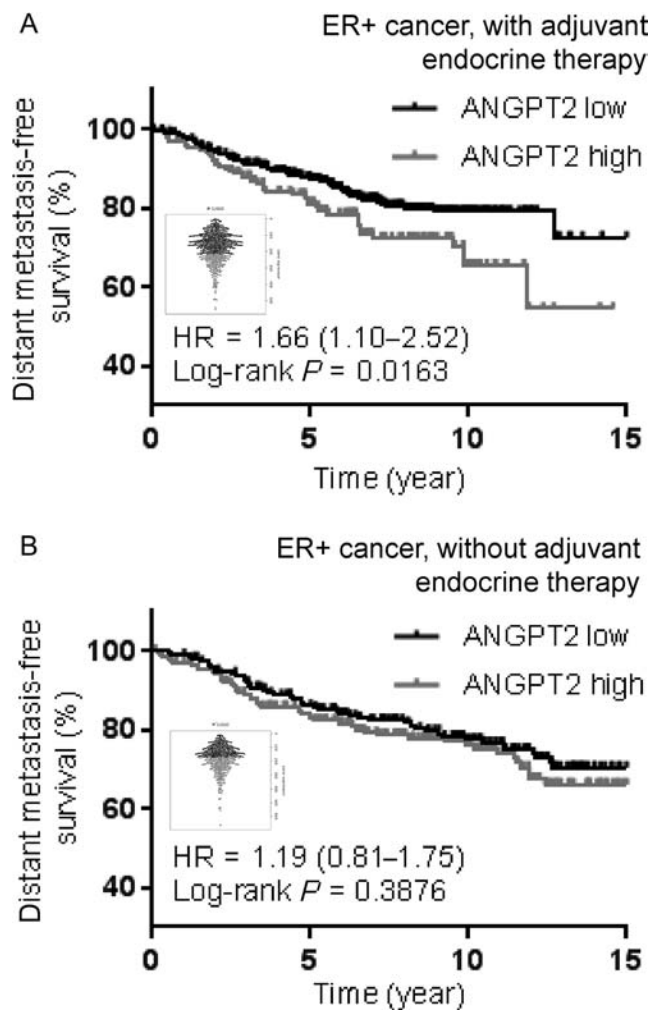 A
ER+ cancer, with adjuvant
endocrine therapy
ANGPT2 low
ANGPT2 high
Distant metastasis-free
survival (%)
100
80
60
40
HR = 1.66 (1.10–2.52)
Log-rank P = 0.0163
0
5
10
15
Time (year)
B
ER+ cancer, without adjuvant
endocrine therapy
ANGPT2 low
ANGPT2 high
Distant metastasis-free
survival (%)
100
80
60
40
HR = 1.19 (0.81–1.75)
Log-rank P = 0.3876
0
5
10
15
Time (year)